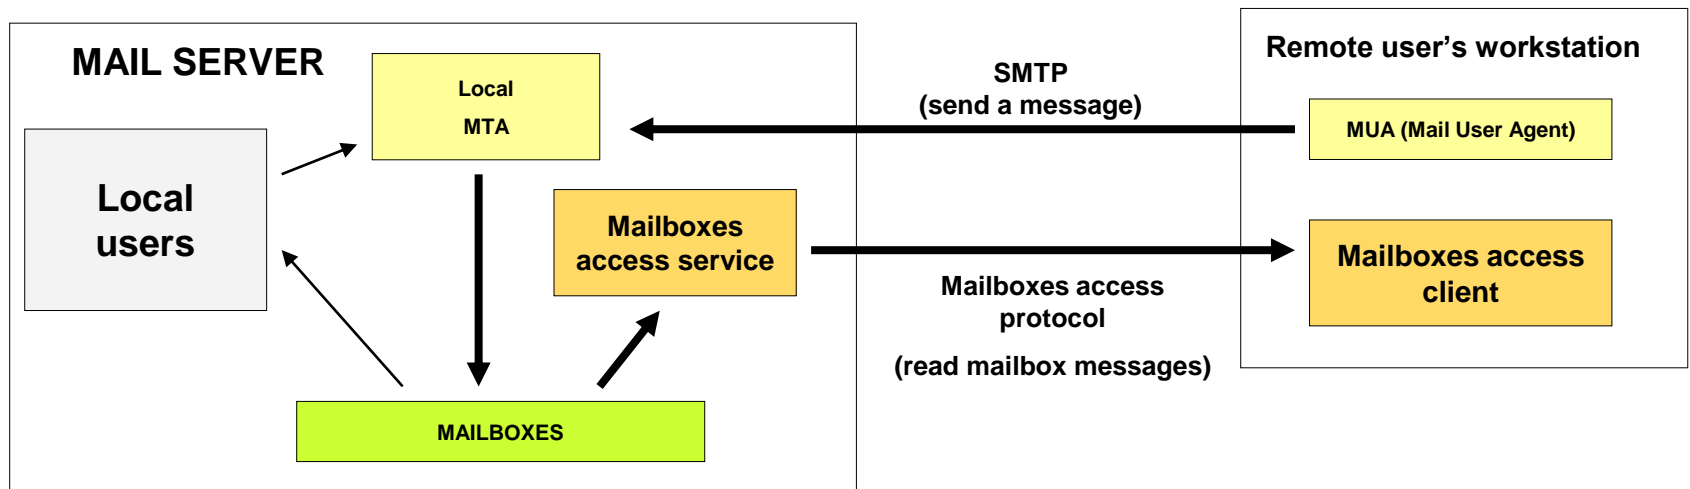 MAIL SERVER
Local
MTA
Local
users
Mailboxes
access service
MAILBOXES
SMTP
(send a message)
Mailboxes access
protocol
(read mailbox messages)
Remote user's workstation
MUA (Mail User Agent)
Mailboxes access
client